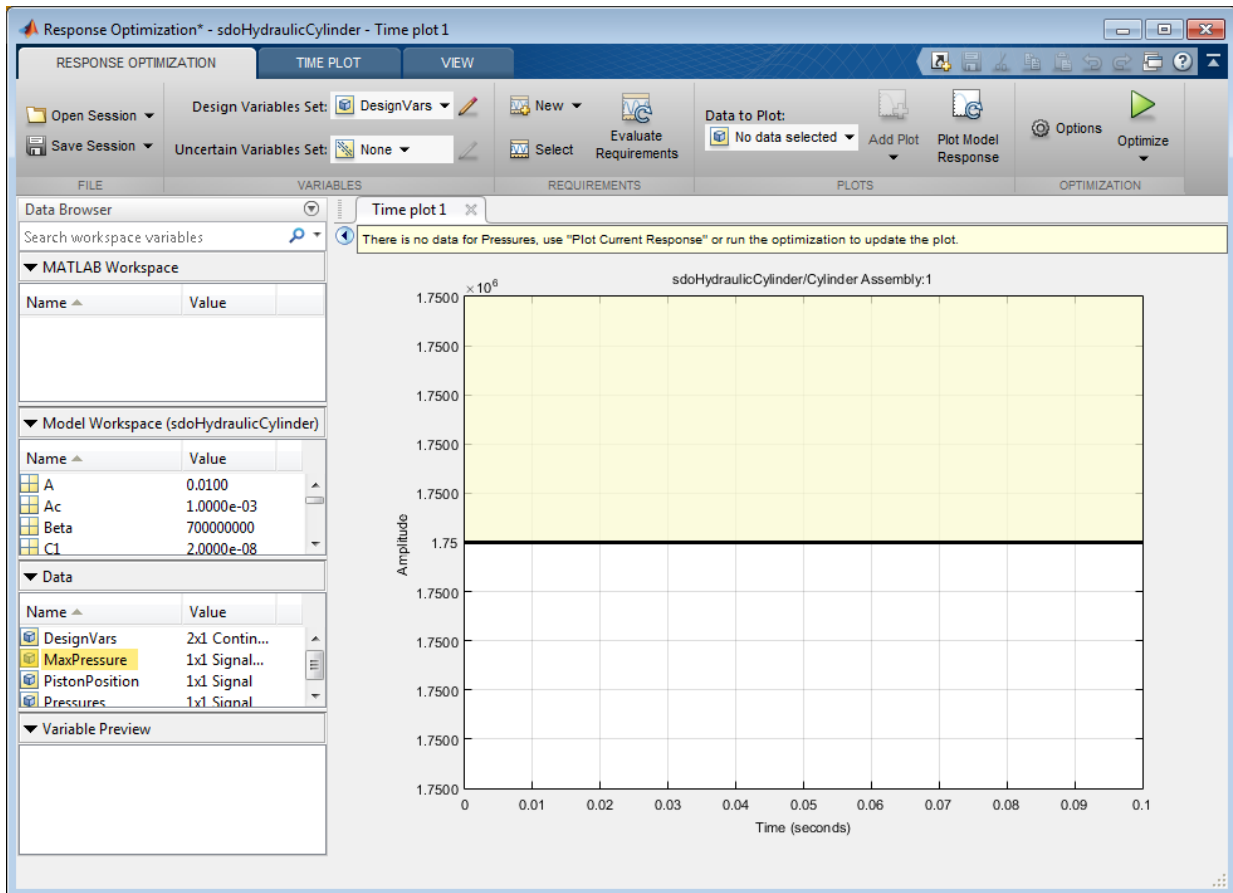 Response Optimization* - sdoHydraulicCylinder - Time plot 1
RESPONSE OPTIMIZATION TIME PLOT VIEW
Open Session
Save Session
FILE
Design Variables Set: DesignVars
Uncertain Variables Set: None
VARIABLES
New
Select
Evaluate
Requirements
REQUIREMENTS
Data to Plot:
No data selected
Add Plot
Plot Model
Response
PLOTS
Options
Optimize
OPTIMIZATION
Data Browser
Search workspace variables
MATLAB Workspace
Name Value
Model Workspace (sdoHydraulicCylinder)
Name Value
A 0.0100
Ac 1.0000e-03
Beta 700000000
C1 2.0000e-08
Data
Name Value
DesignVars 2x1 Contin...
MaxPressure 1x1 Signal...
PistonPosition 1x1 Signal
Pressures 1x1 Signal
Variable Preview
Time plot 1
There is no data for Pressures, use "Plot Current Response" or run the optimization to update the plot.
sdoHydraulicCylinder/Cylinder Assembly:1
×10⁶
1.7500
1.7500
1.7500
1.7500
1.7500
1.75
1.7500
1.7500
1.7500
1.7500
1.7500
Amplitude
0 0.01 0.02 0.03 0.04 0.05 0.06 0.07 0.08 0.09 0.1
Time (seconds)